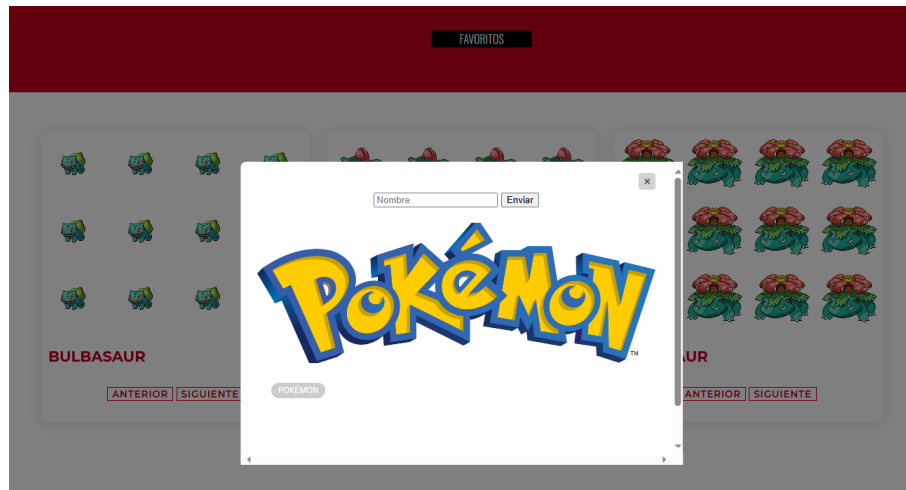 FAVORITOS
×
Nombre Enviar
POKÉMON
TM
POKÉMON
BULBASAUR
AUR
ANTERIOR SIGUIENTE
ANTERIOR SIGUIENTE